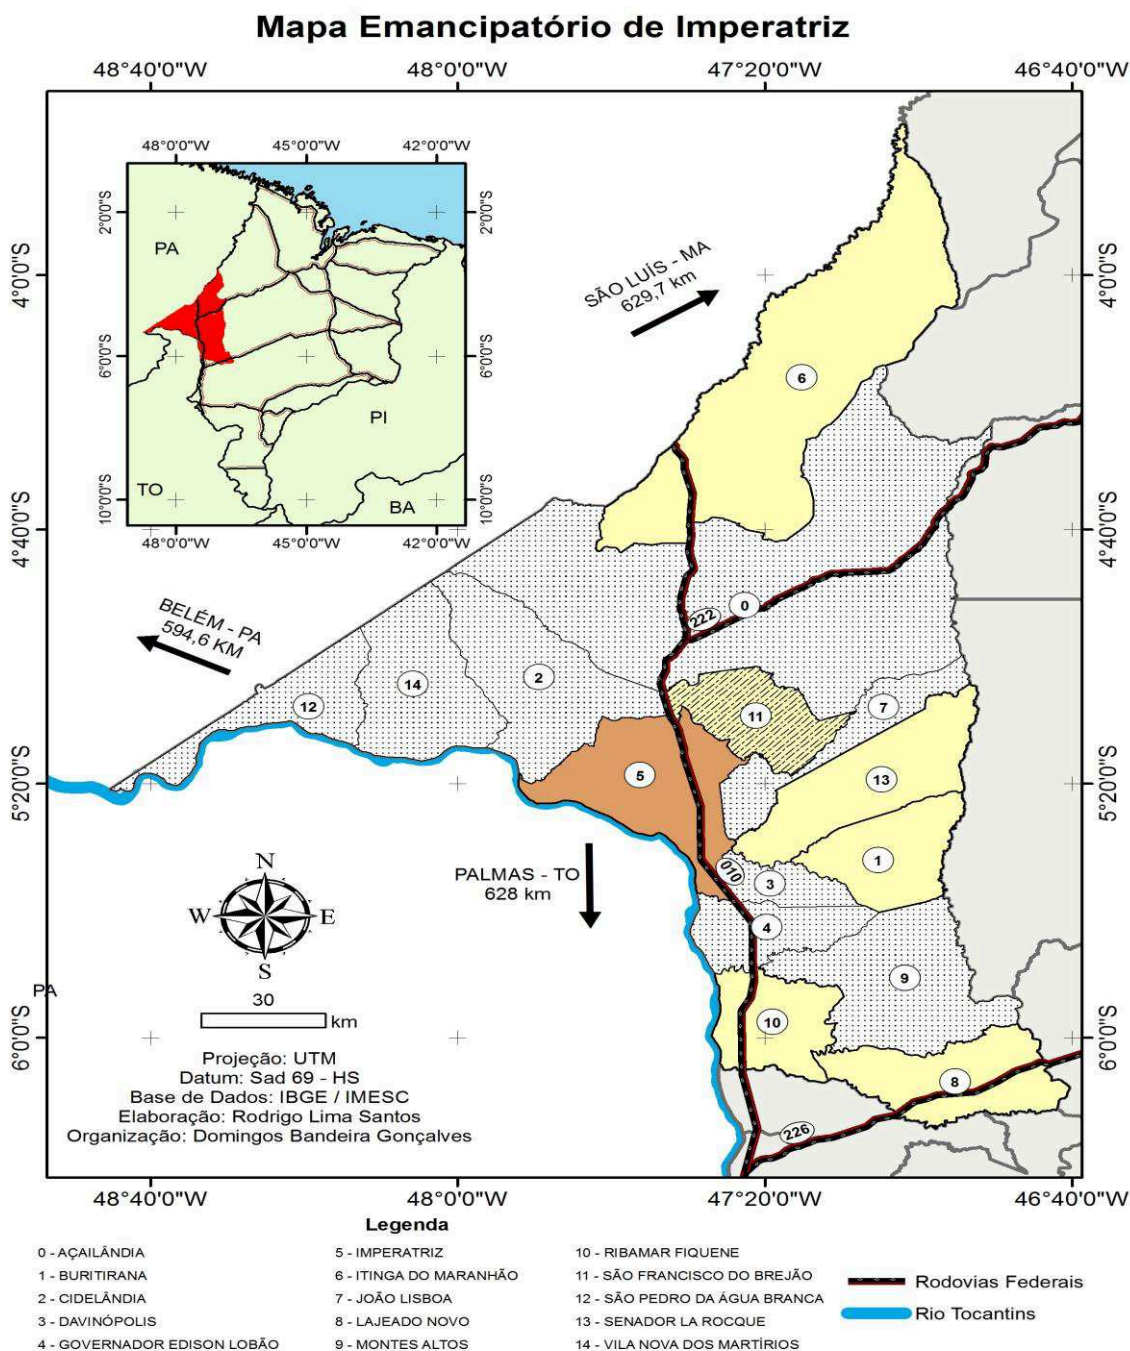 Mapa Emancipatório de Imperatriz
48°40'0"W 48°0'0"W 47°20'0"W 46°40'0"W
48°0'0"W 45°0'0"W 42°0'0"W
2°0'0"S 2°0'0"S
PA
6°0'0"S 6°0'0"S
PI
TO
BA
10°0'0"S 10°0'0"S
48°0'0"W 45°0'0"W 42°0'0"W
4°0'0"S 4°0'0"S
SÃO LUÍS - MA
629,7 km
6
4°40'0"S 4°40'0"S
BELÉM - PA
594,6 KM
222
0
2
14
12
11
7
5
13
5°20'0"S 5°20'0"S
1
PALMAS - TO
628 km
010
3
4
9
N
W E
S
PA
30
km
10
6°0'0"S 6°0'0"S
8
226
Projeção: UTM
Datum: Sad 69 - HS
Base de Dados: IBGE / IMESC
Elaboração: Rodrigo Lima Santos
Organização: Domingos Bandeira Gonçalves
48°40'0"W 48°0'0"W 47°20'0"W 46°40'0"W
Legenda
0 - AÇAILÂNDIA
1 - BURITIRANA
2 - CIDELÂNDIA
3 - DAVINÓPOLIS
4 - GOVERNADOR EDISON LOBÃO
5 - IMPERATRIZ
6 - ITINGA DO MARANHÃO
7 - JOÃO LISBOA
8 - LAJEADO NOVO
9 - MONTES ALTOS
10 - RIBAMAR FIQUENE
11 - SÃO FRANCISCO DO BREJÃO
12 - SÃO PEDRO DA ÁGUA BRANCA
13 - SENADOR LA ROCQUE
14 - VILA NOVA DOS MARTÍRIOS
Rodovias Federais
Rio Tocantins